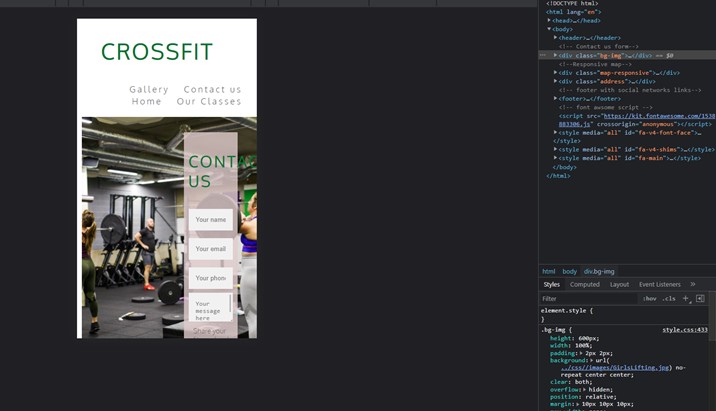 CROSSFIT
Gallery Contact us
Home Our Classes
CONTA
US
Your name
Your email
Your phon
Your
message
here
Share your
<!DOCTYPE html>
<html lang="en">
<head>…</head>
<body>
<header>…</header>
<!-- Contact us form-->
<div class="bg-img">…</div> == $0
<!--Responsive map-->
<div class="map-responsive">…</div>
<div class="address">…</div>
<!-- footer with social networks links-->
<footer>…</footer>
<!-- font awsome script -->
<script src="https://kit.fontawesome.com/1538
883306.js" crossorigin="anonymous"></script>
<style media="all" id="fa-v4-font-face">…
</style>
<style media="all" id="fa-v4-shims">…</style>
<style media="all" id="fa-main">…</style>
</body>
</html>
html body div.bg-img
Styles Computed Layout Event Listeners »
Filter :hov .cls +
element.style {
}
.bg-img { style.css:433
height: 600px;
width: 100%;
padding: 2px 2px;
background: url(
../css//images/GirlsLifting.jpg) no-
repeat center center;
clear: both;
overflow: hidden;
position: relative;
margin: 10px 10px 10px;